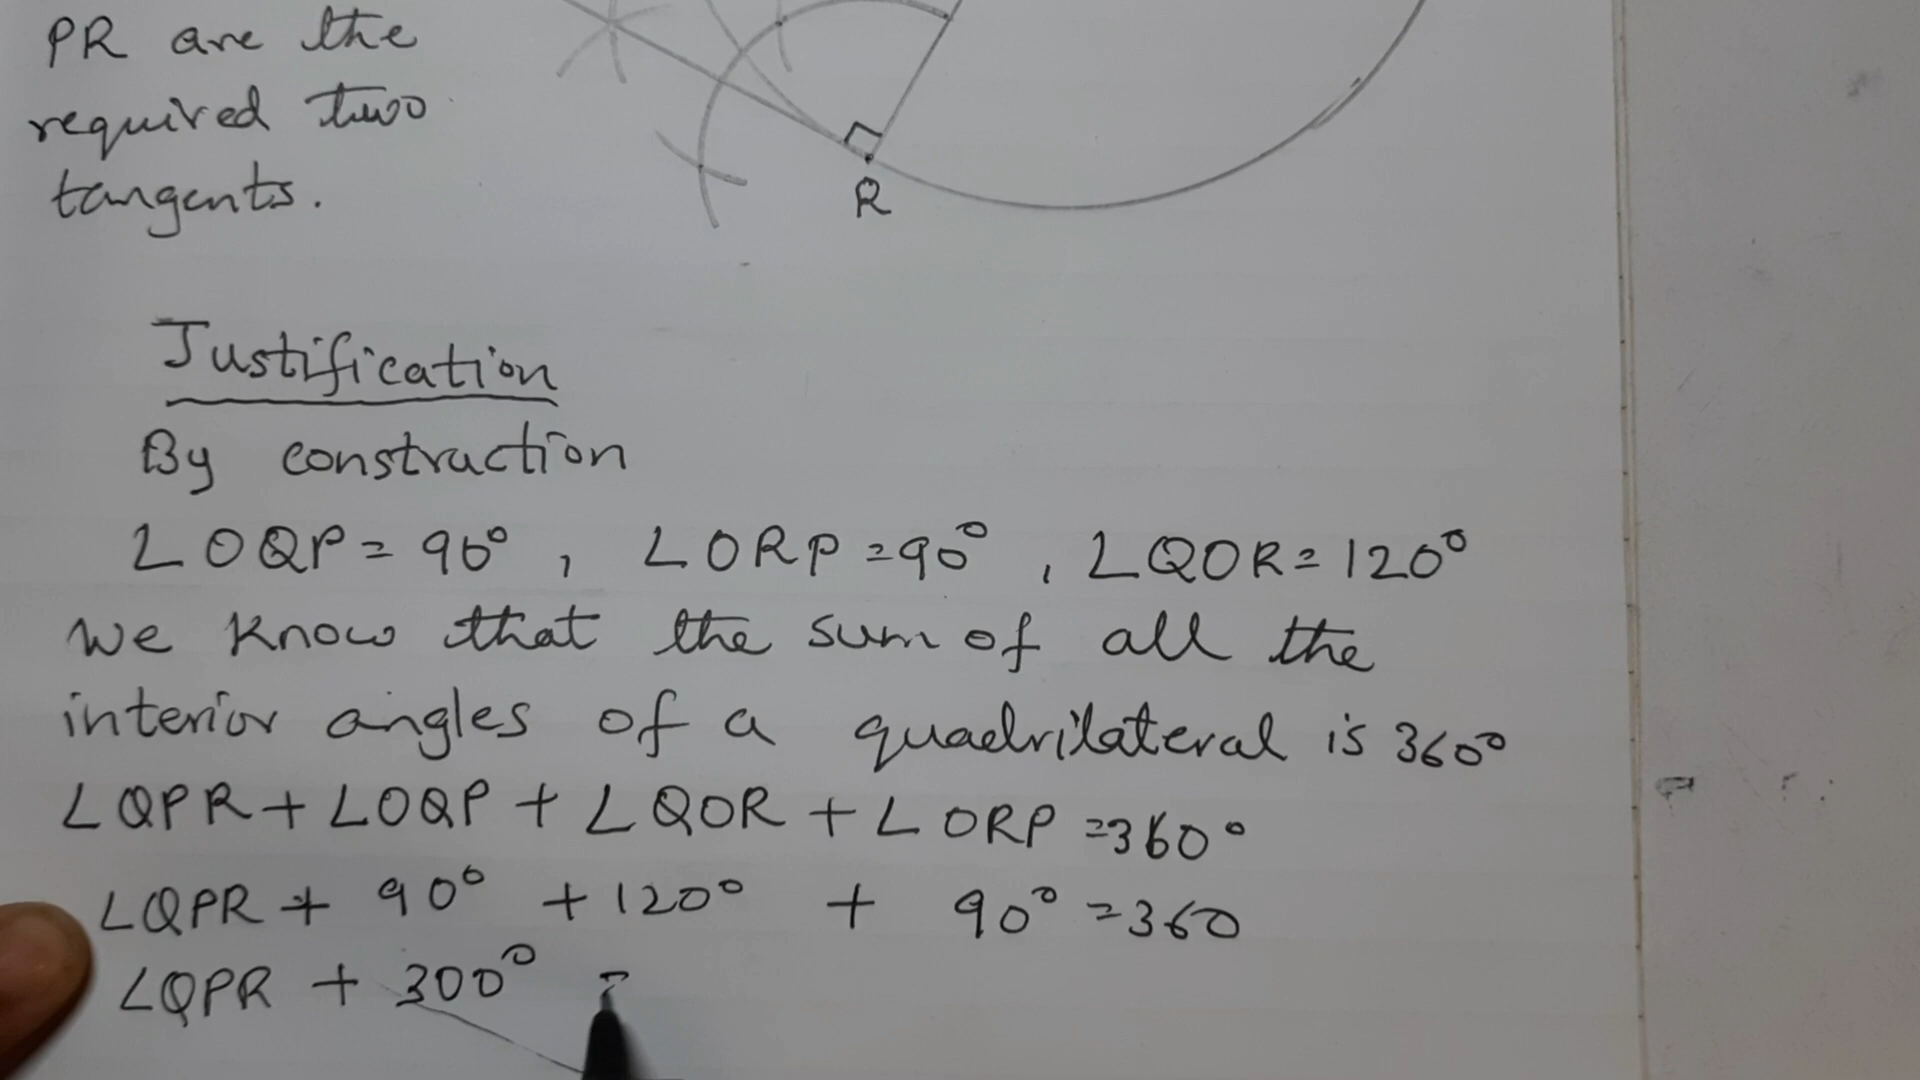 PR are the
required two
tangents.
R
Justification
By construction
∠OQP = 90°, ∠ORP = 90°, ∠QOR = 120°
We know that the sum of all the
interior angles of a quadrilateral is 360°
∠QPR + ∠OQP + ∠QOR + ∠ORP = 360°
∠QPR + 90° + 120° + 90° = 360
∠QPR + 300° =